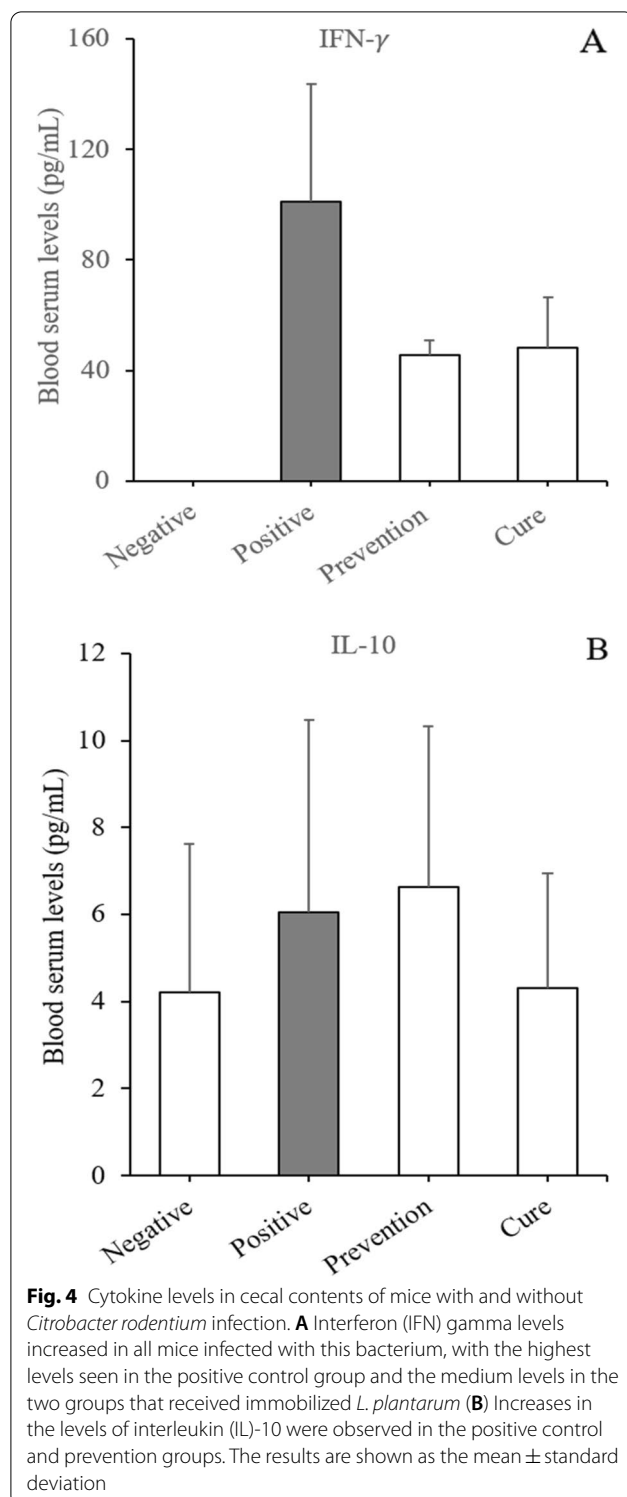 IFN-γ
A
Blood serum levels (pg/mL)
160
120
80
40
0
Negative
Positive
Prevention
Cure
IL-10
B
Blood serum levels (pg/mL)
12
10
8
6
4
2
0
Negative
Positive
Prevention
Cure
Fig. 4 Cytokine levels in cecal contents of mice with and without
Citrobacter rodentium infection. A Interferon (IFN) gamma levels
increased in all mice infected with this bacterium, with the highest
levels seen in the positive control group and the medium levels in the
two groups that received immobilized L. plantarum (B) Increases in
the levels of interleukin (IL)-10 were observed in the positive control
and prevention groups. The results are shown as the mean ± standard
deviation